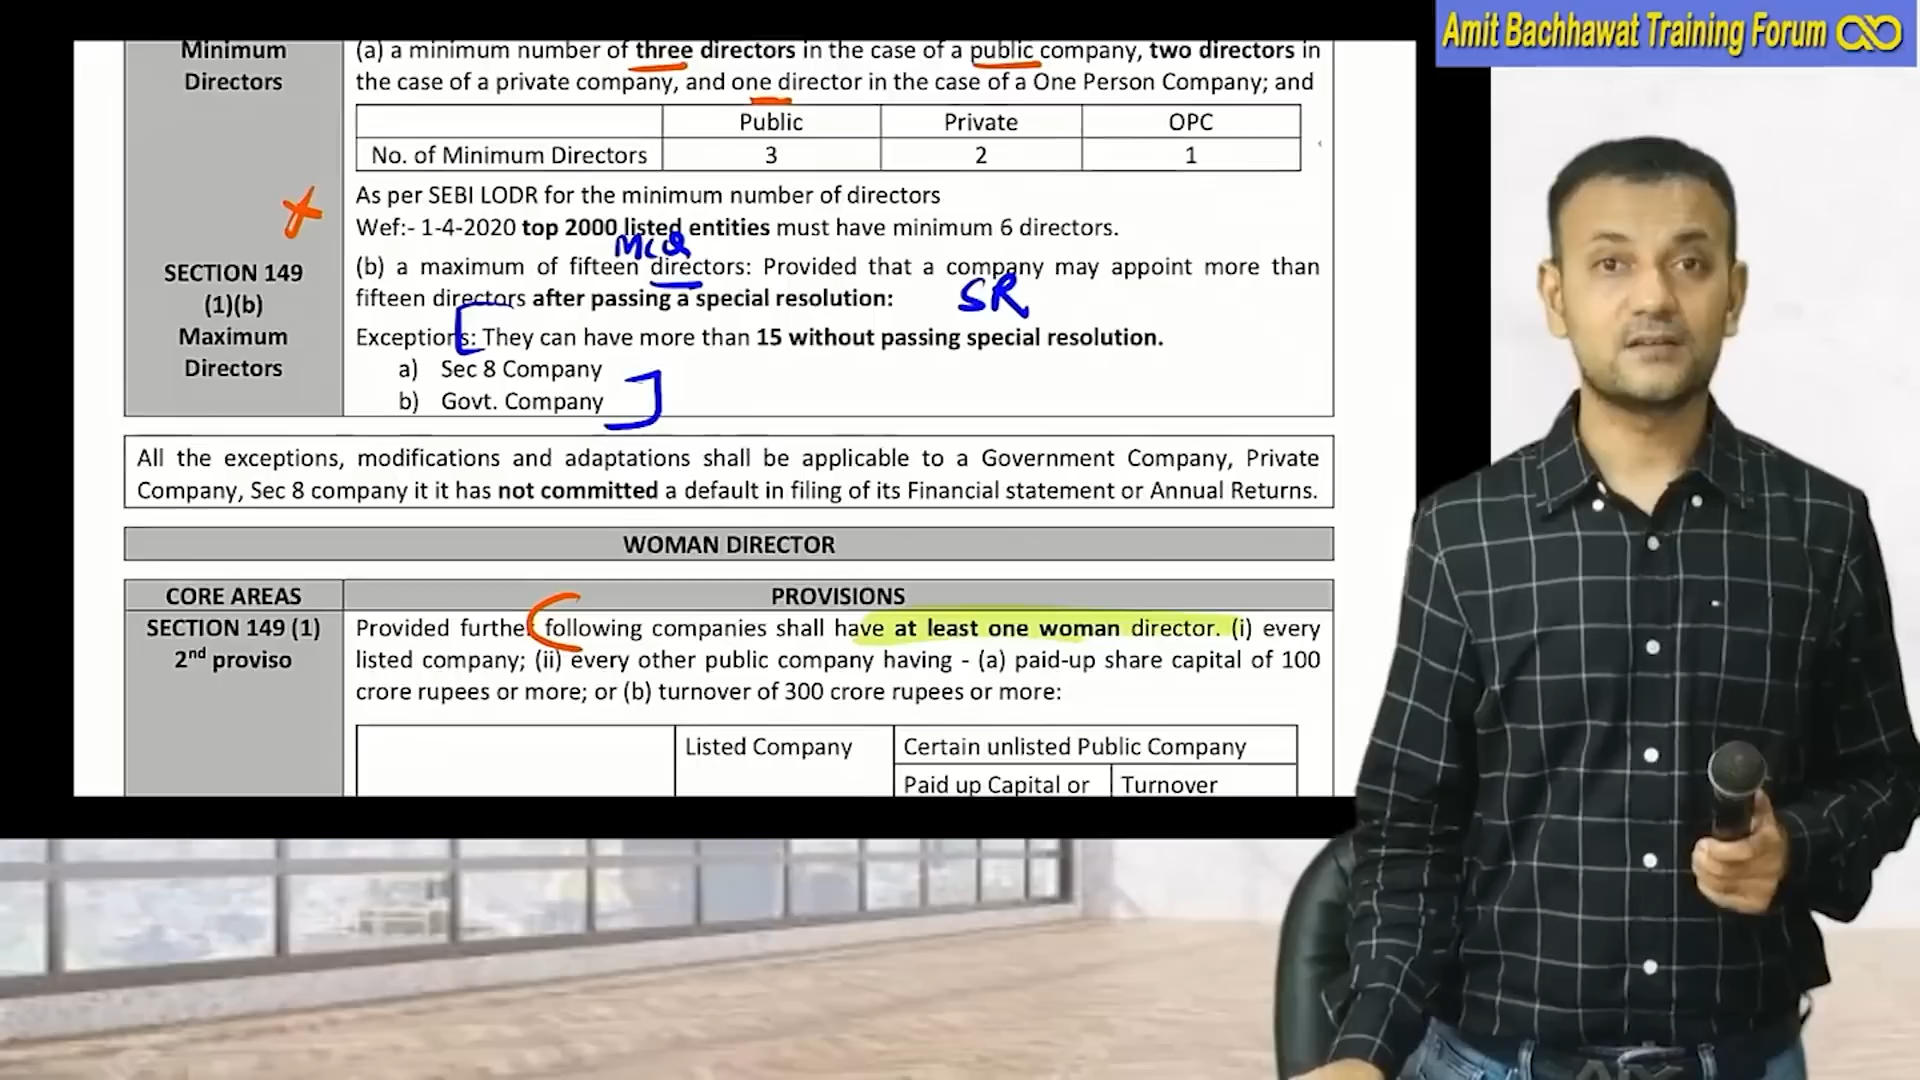 Amit Bachhawat Training Forum
Minimum
Directors
(a) a minimum number of three directors in the case of a public company, two directors in
the case of a private company, and one director in the case of a One Person Company; and
Public Private OPC
No. of Minimum Directors 3 2 1
As per SEBI LODR for the minimum number of directors
Wef:- 1-4-2020 top 2000 listed entities must have minimum 6 directors.
MCQ
SECTION 149
(1)(b)
Maximum
Directors
(b) a maximum of fifteen directors: Provided that a company may appoint more than
fifteen directors after passing a special resolution:
SR
Exceptions: They can have more than 15 without passing special resolution.
a) Sec 8 Company
b) Govt. Company
All the exceptions, modifications and adaptations shall be applicable to a Government Company, Private
Company, Sec 8 company it it has not committed a default in filing of its Financial statement or Annual Returns.
WOMAN DIRECTOR
CORE AREAS PROVISIONS
SECTION 149 (1)
2nd proviso
Provided further following companies shall have at least one woman director. (i) every
listed company; (ii) every other public company having - (a) paid-up share capital of 100
crore rupees or more; or (b) turnover of 300 crore rupees or more:
Listed Company Certain unlisted Public Company
Paid up Capital or Turnover